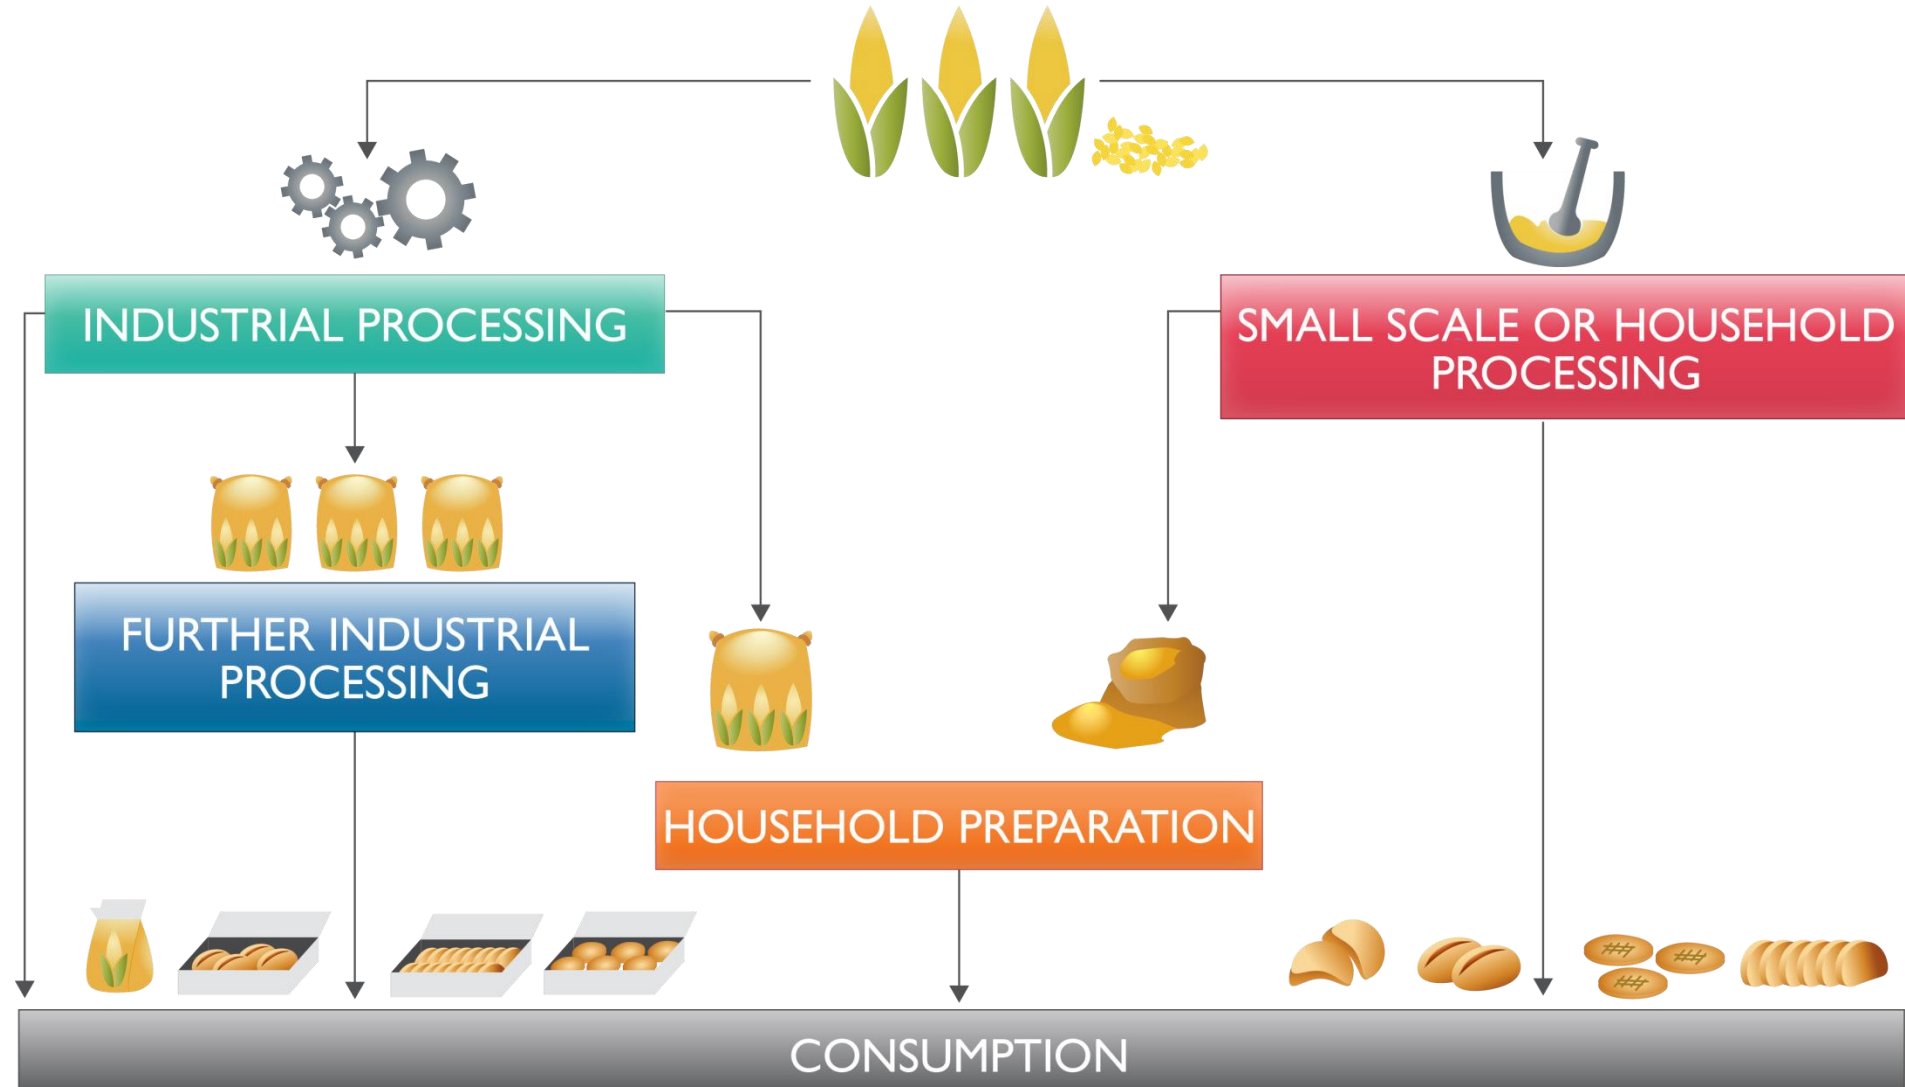 INDUSTRIAL PROCESSING
SMALL SCALE OR HOUSEHOLD
PROCESSING
FURTHER INDUSTRIAL
PROCESSING
HOUSEHOLD PREPARATION
CONSUMPTION